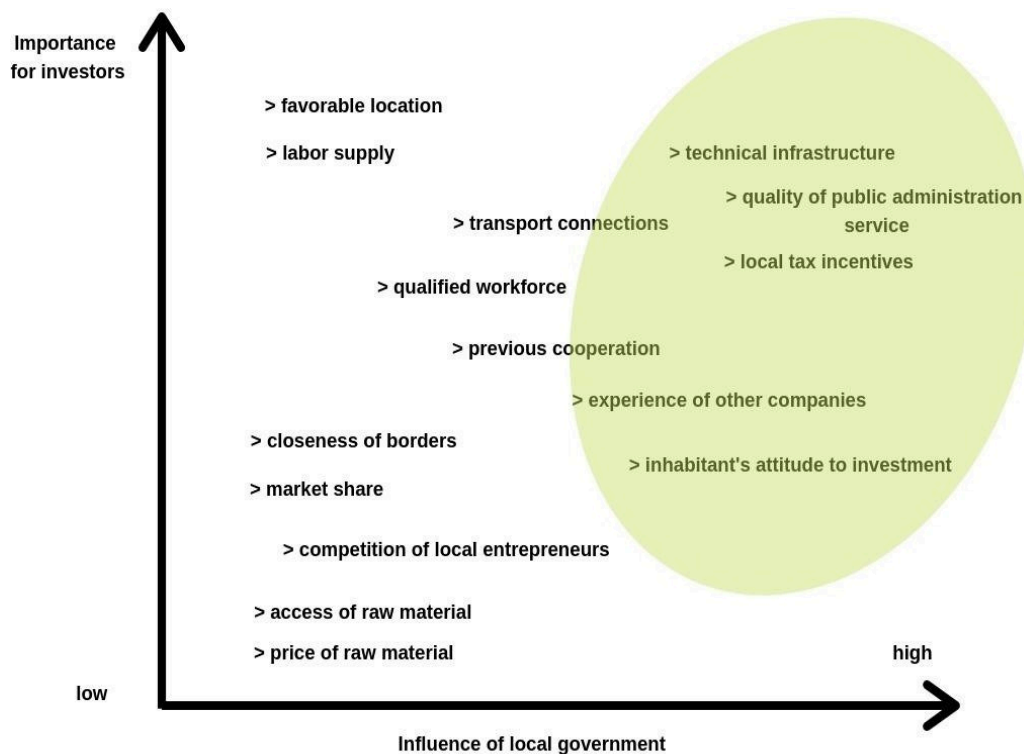 Importance
for investors
> favorable location
> labor supply
> technical infrastructure
> quality of public administration
service
> transport connections
> local tax incentives
> qualified workforce
> previous cooperation
> experience of other companies
> closeness of borders
> inhabitant's attitude to investment
> market share
> competition of local entrepreneurs
> access of raw material
> price of raw material
high
low
Influence of local government